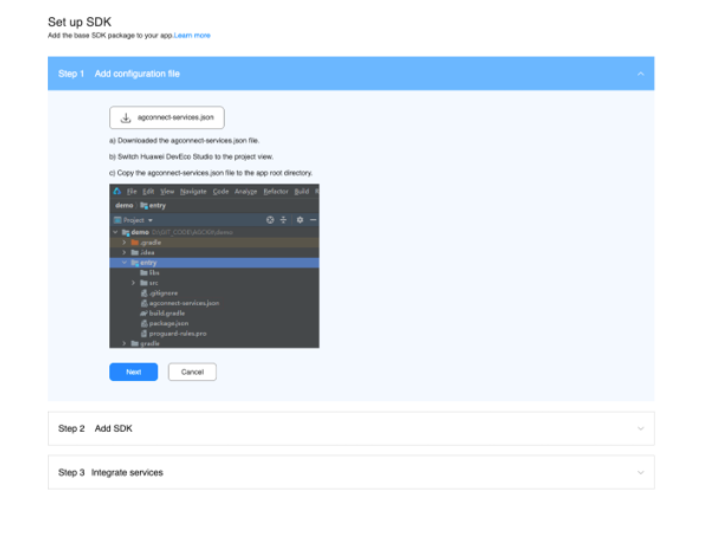 Set up SDK
Add the base SDK package to your app.Learn more
Step 1 Add configuration file
agconnect-services.json
a) Downloaded the agconnect-services.json file.
b) Switch Huawei DevEco Studio to the project view.
c) Copy the agconnect-services.json file to the app root directory.
File Edit View Navigate Code Analyze Refactor Build R
demo entry
Project
demo
.gradle
.idea
entry
libs
src
.gitignore
agconnect-services.json
build.gradle
package.json
proguard-rules.pro
gradle
Next Cancel
Step 2 Add SDK
Step 3 Integrate services